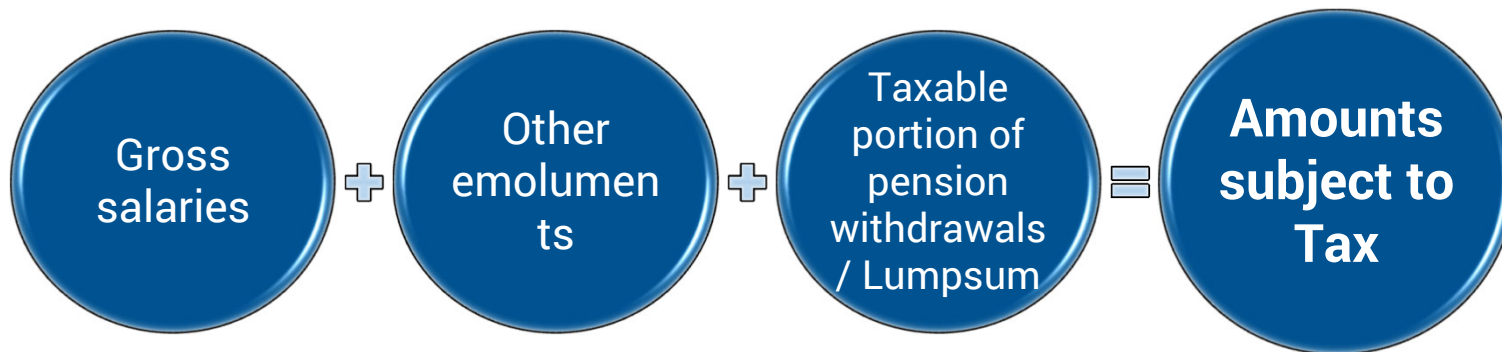 Gross
salaries
Other
emolumen
ts
Taxable
portion of
pension
withdrawals
/ Lumpsum
Amounts
subject to
Tax